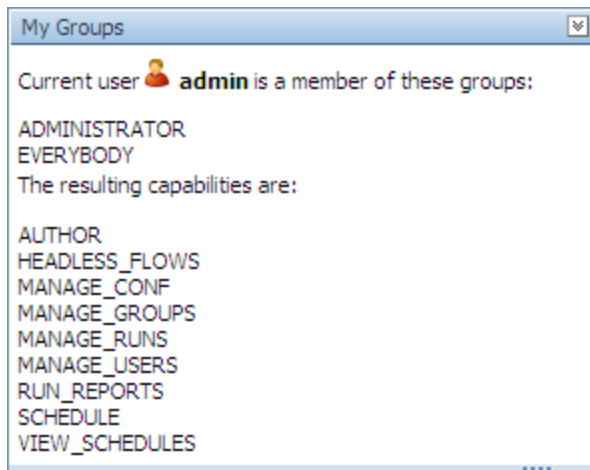 My Groups
Current user admin is a member of these groups:
ADMINISTRATOR
EVERYBODY
The resulting capabilities are:
AUTHOR
HEADLESS_FLOWS
MANAGE_CONF
MANAGE_GROUPS
MANAGE_RUNS
MANAGE_USERS
RUN_REPORTS
SCHEDULE
VIEW_SCHEDULES